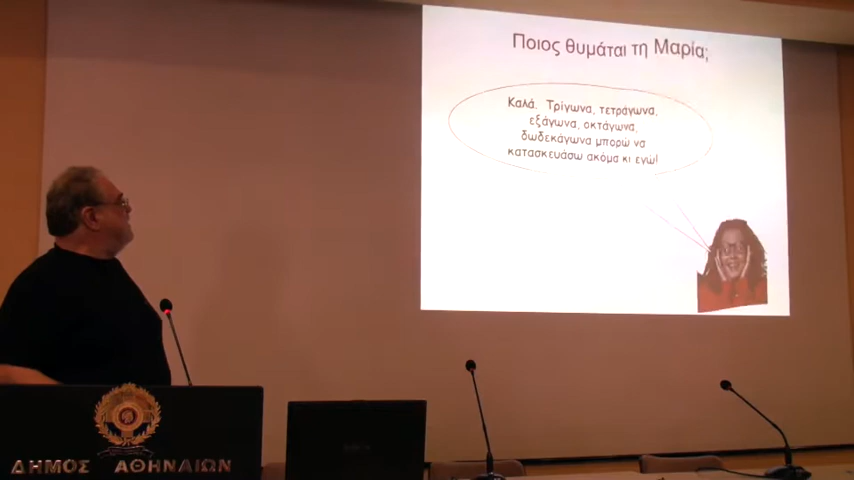 Ποιος θυμάται τη Μαρία;
Καλά. Τρίγωνα, τετράγωνα,
εξάγωνα, οκτάγωνα,
δωδεκάγωνα μπορώ να
κατασκευάσω ακόμα κι εγώ!
ΔΗΜΟΣ ΑΘΗΝΑΙΩΝ